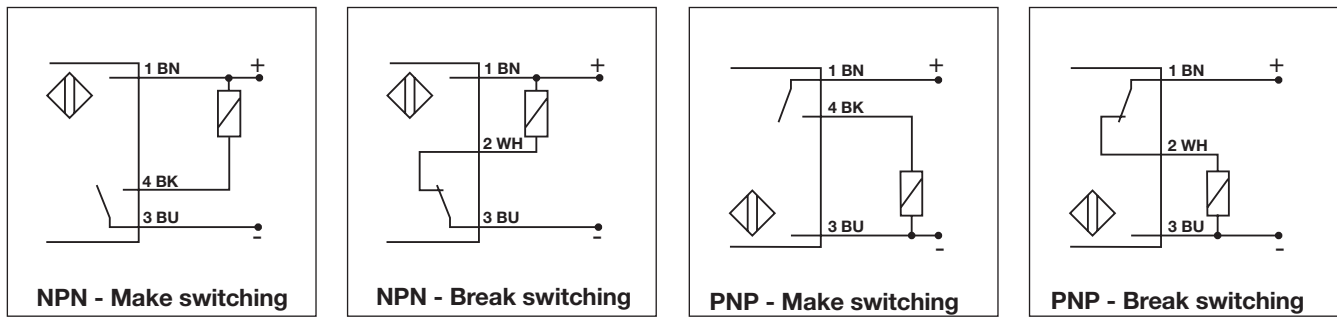 1 BN
+
4 BK
3 BU
-
NPN - Make switching
1 BN
+
2 WH
3 BU
-
NPN - Break switching
1 BN
+
4 BK
3 BU
-
PNP - Make switching
1 BN
+
2 WH
3 BU
-
PNP - Break switching